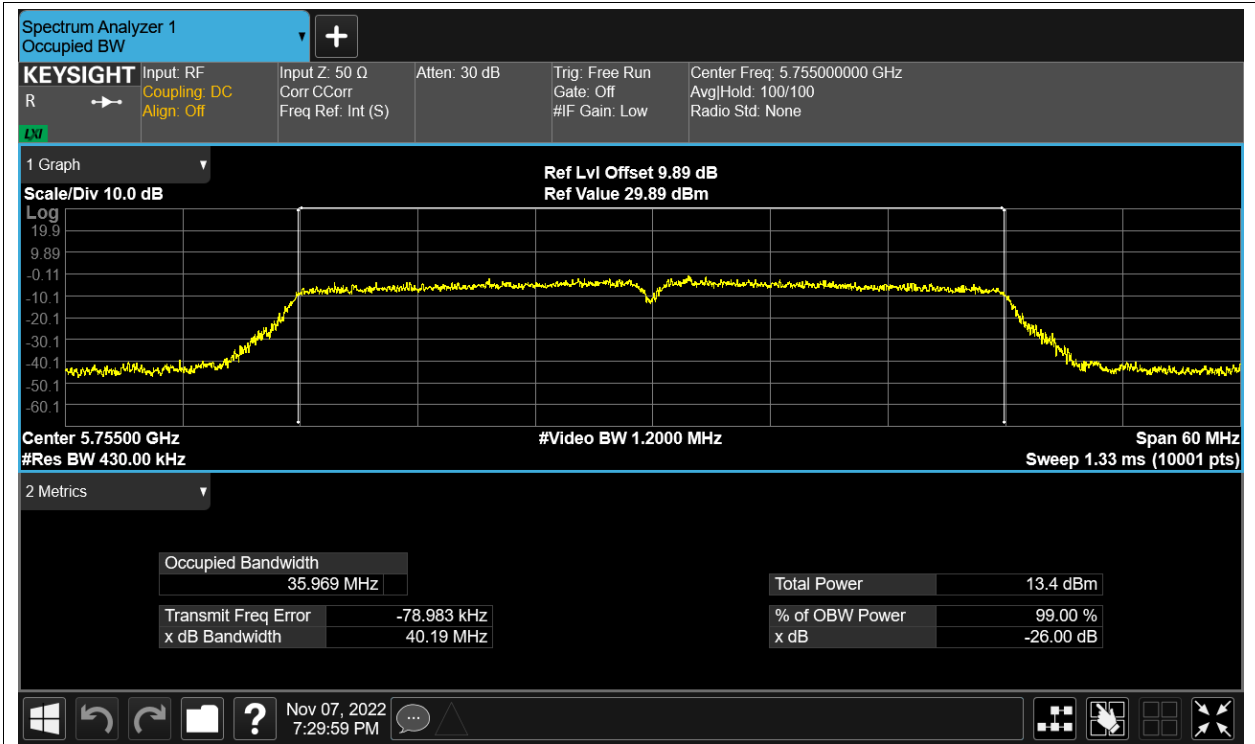 Spectrum Analyzer 1
Occupied BW
KEYSIGHT
R
LXI
Input: RF
Coupling: DC
Align: Off
Input Z: 50 Ω
Corr CCorr
Freq Ref: Int (S)
Atten: 30 dB
Trig: Free Run
Gate: Off
#IF Gain: Low
Center Freq: 5.755000000 GHz
Avg|Hold: 100/100
Radio Std: None
1 Graph
Ref Lvl Offset 9.89 dB
Scale/Div 10.0 dB
Ref Value 29.89 dBm
Log
19.9
9.89
-0.11
-10.1
-20.1
-30.1
-40.1
-50.1
-60.1
Center 5.75500 GHz
#Video BW 1.2000 MHz
Span 60 MHz
#Res BW 430.00 kHz
Sweep 1.33 ms (10001 pts)
2 Metrics
Occupied Bandwidth
35.969 MHz
Total Power 13.4 dBm
Transmit Freq Error -78.983 kHz
% of OBW Power 99.00 %
x dB Bandwidth 40.19 MHz
x dB -26.00 dB
?
Nov 07, 2022
7:29:59 PM